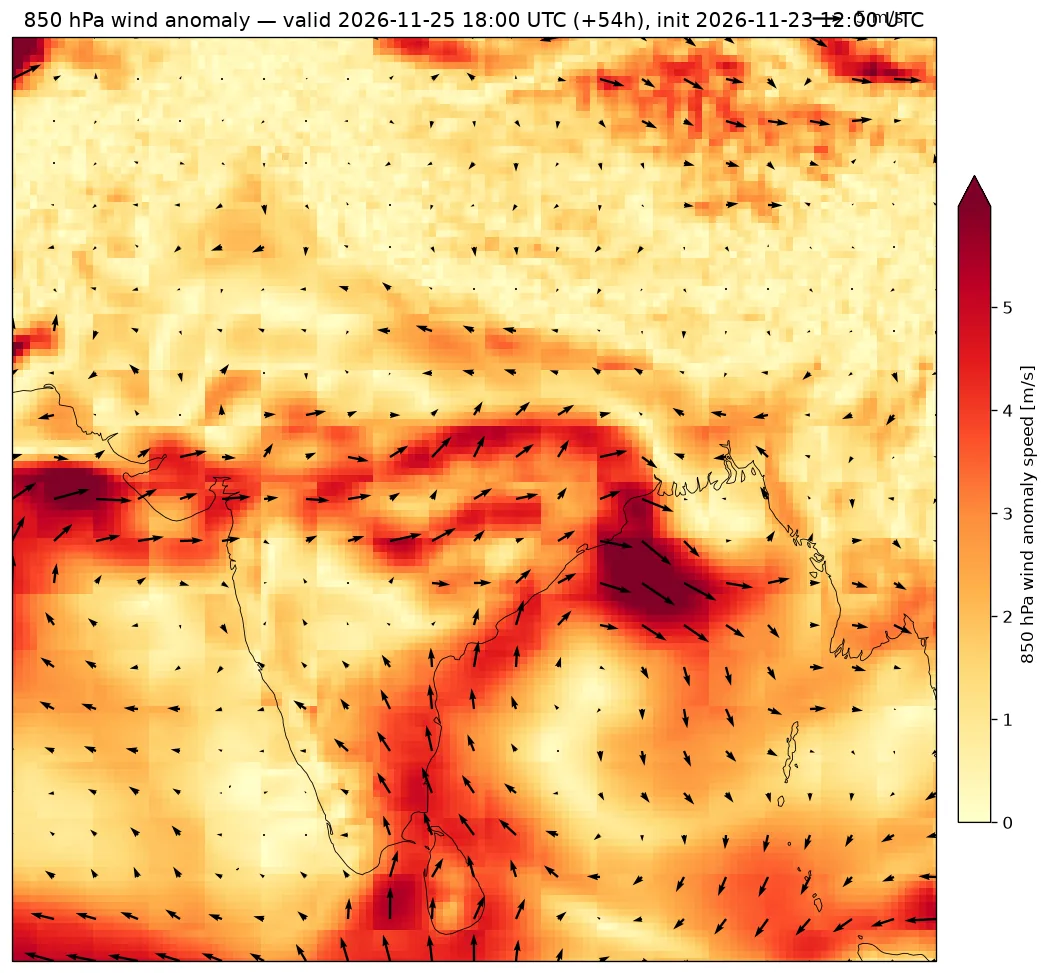 850 hPa wind anomaly — valid 2026-11-25 18:00 UTC (+54h), init 2026-11-23 12:00 UTC
5 m/s
5
4
3
2
1
0
850 hPa wind anomaly speed [m/s]